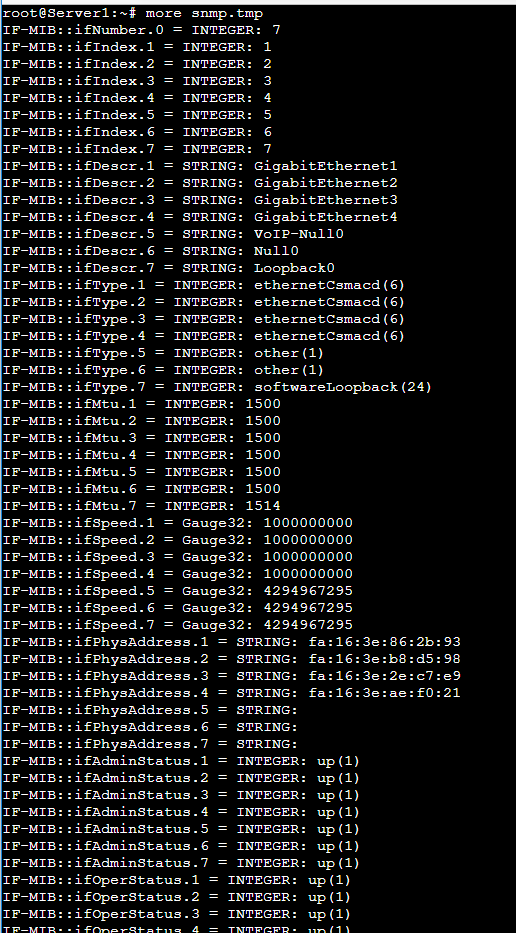 root@Server1:~# more snmp.tmp
IF-MIB::ifNumber.0 = INTEGER: 7
IF-MIB::ifIndex.1 = INTEGER: 1
IF-MIB::ifIndex.2 = INTEGER: 2
IF-MIB::ifIndex.3 = INTEGER: 3
IF-MIB::ifIndex.4 = INTEGER: 4
IF-MIB::ifIndex.5 = INTEGER: 5
IF-MIB::ifIndex.6 = INTEGER: 6
IF-MIB::ifIndex.7 = INTEGER: 7
IF-MIB::ifDescr.1 = STRING: GigabitEthernet1
IF-MIB::ifDescr.2 = STRING: GigabitEthernet2
IF-MIB::ifDescr.3 = STRING: GigabitEthernet3
IF-MIB::ifDescr.4 = STRING: GigabitEthernet4
IF-MIB::ifDescr.5 = STRING: VoIP-Null0
IF-MIB::ifDescr.6 = STRING: Null0
IF-MIB::ifDescr.7 = STRING: Loopback0
IF-MIB::ifType.1 = INTEGER: ethernetCsmacd(6)
IF-MIB::ifType.2 = INTEGER: ethernetCsmacd(6)
IF-MIB::ifType.3 = INTEGER: ethernetCsmacd(6)
IF-MIB::ifType.4 = INTEGER: ethernetCsmacd(6)
IF-MIB::ifType.5 = INTEGER: other(1)
IF-MIB::ifType.6 = INTEGER: other(1)
IF-MIB::ifType.7 = INTEGER: softwareLoopback(24)
IF-MIB::ifMtu.1 = INTEGER: 1500
IF-MIB::ifMtu.2 = INTEGER: 1500
IF-MIB::ifMtu.3 = INTEGER: 1500
IF-MIB::ifMtu.4 = INTEGER: 1500
IF-MIB::ifMtu.5 = INTEGER: 1500
IF-MIB::ifMtu.6 = INTEGER: 1500
IF-MIB::ifMtu.7 = INTEGER: 1514
IF-MIB::ifSpeed.1 = Gauge32: 1000000000
IF-MIB::ifSpeed.2 = Gauge32: 1000000000
IF-MIB::ifSpeed.3 = Gauge32: 1000000000
IF-MIB::ifSpeed.4 = Gauge32: 1000000000
IF-MIB::ifSpeed.5 = Gauge32: 4294967295
IF-MIB::ifSpeed.6 = Gauge32: 4294967295
IF-MIB::ifSpeed.7 = Gauge32: 4294967295
IF-MIB::ifPhysAddress.1 = STRING: fa:16:3e:86:2b:93
IF-MIB::ifPhysAddress.2 = STRING: fa:16:3e:b8:d5:98
IF-MIB::ifPhysAddress.3 = STRING: fa:16:3e:2e:c7:e9
IF-MIB::ifPhysAddress.4 = STRING: fa:16:3e:ae:f0:21
IF-MIB::ifPhysAddress.5 = STRING:
IF-MIB::ifPhysAddress.6 = STRING:
IF-MIB::ifPhysAddress.7 = STRING:
IF-MIB::ifAdminStatus.1 = INTEGER: up(1)
IF-MIB::ifAdminStatus.2 = INTEGER: up(1)
IF-MIB::ifAdminStatus.3 = INTEGER: up(1)
IF-MIB::ifAdminStatus.4 = INTEGER: up(1)
IF-MIB::ifAdminStatus.5 = INTEGER: up(1)
IF-MIB::ifAdminStatus.6 = INTEGER: up(1)
IF-MIB::ifAdminStatus.7 = INTEGER: up(1)
IF-MIB::ifOperStatus.1 = INTEGER: up(1)
IF-MIB::ifOperStatus.2 = INTEGER: up(1)
IF-MIB::ifOperStatus.3 = INTEGER: up(1)
IF-MIB::ifOperStatus.4 = INTEGER: up(1)